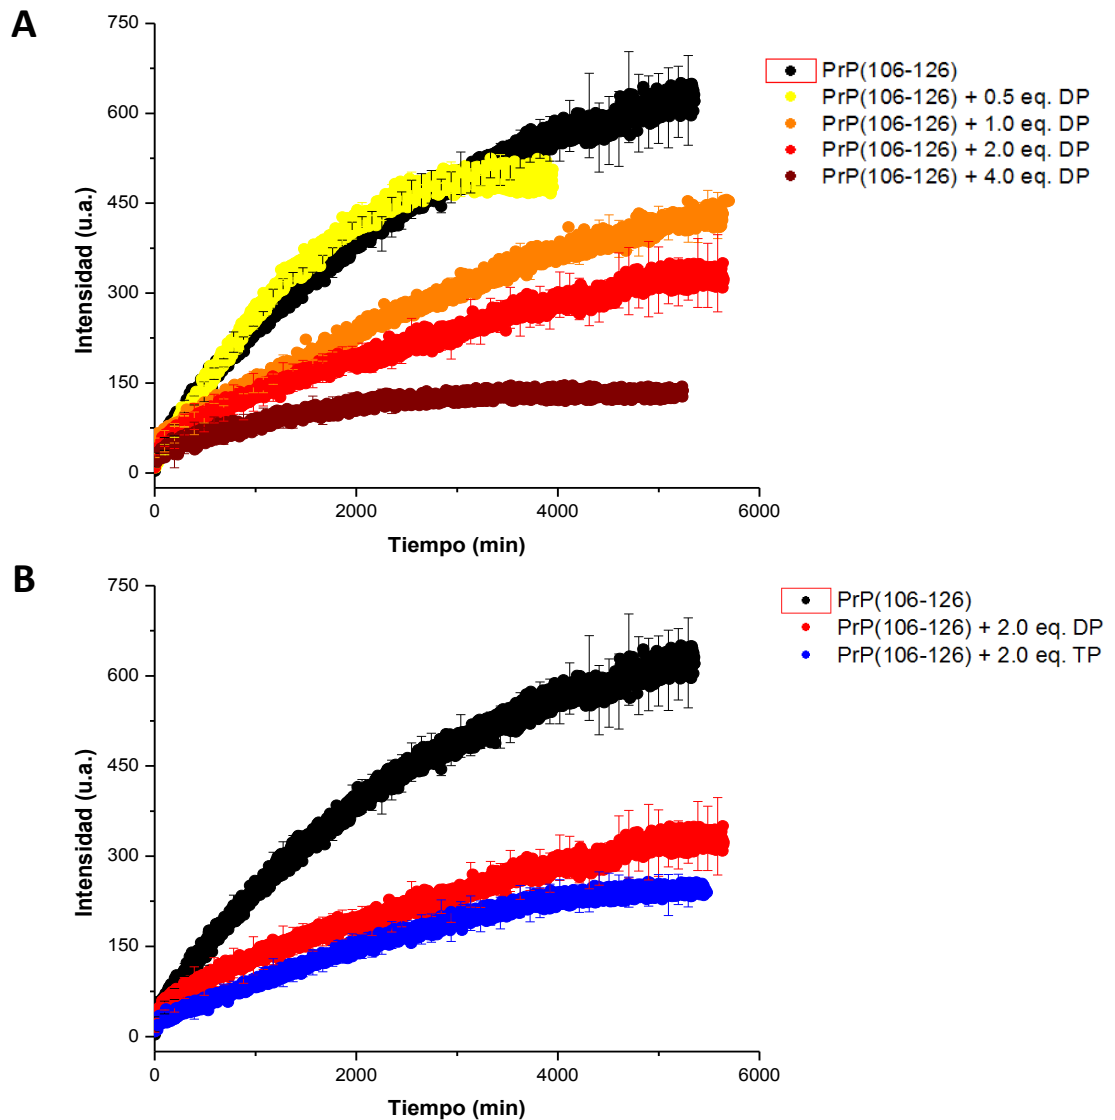 A
750
600
450
300
150
0
Intensidad (u.a.)
0
2000
4000
6000
Tiempo (min)
PrP(106-126)
PrP(106-126) + 0.5 eq. DP
PrP(106-126) + 1.0 eq. DP
PrP(106-126) + 2.0 eq. DP
PrP(106-126) + 4.0 eq. DP
B
750
600
450
300
150
0
Intensidad (u.a.)
0
2000
4000
6000
Tiempo (min)
PrP(106-126)
PrP(106-126) + 2.0 eq. DP
PrP(106-126) + 2.0 eq. TP